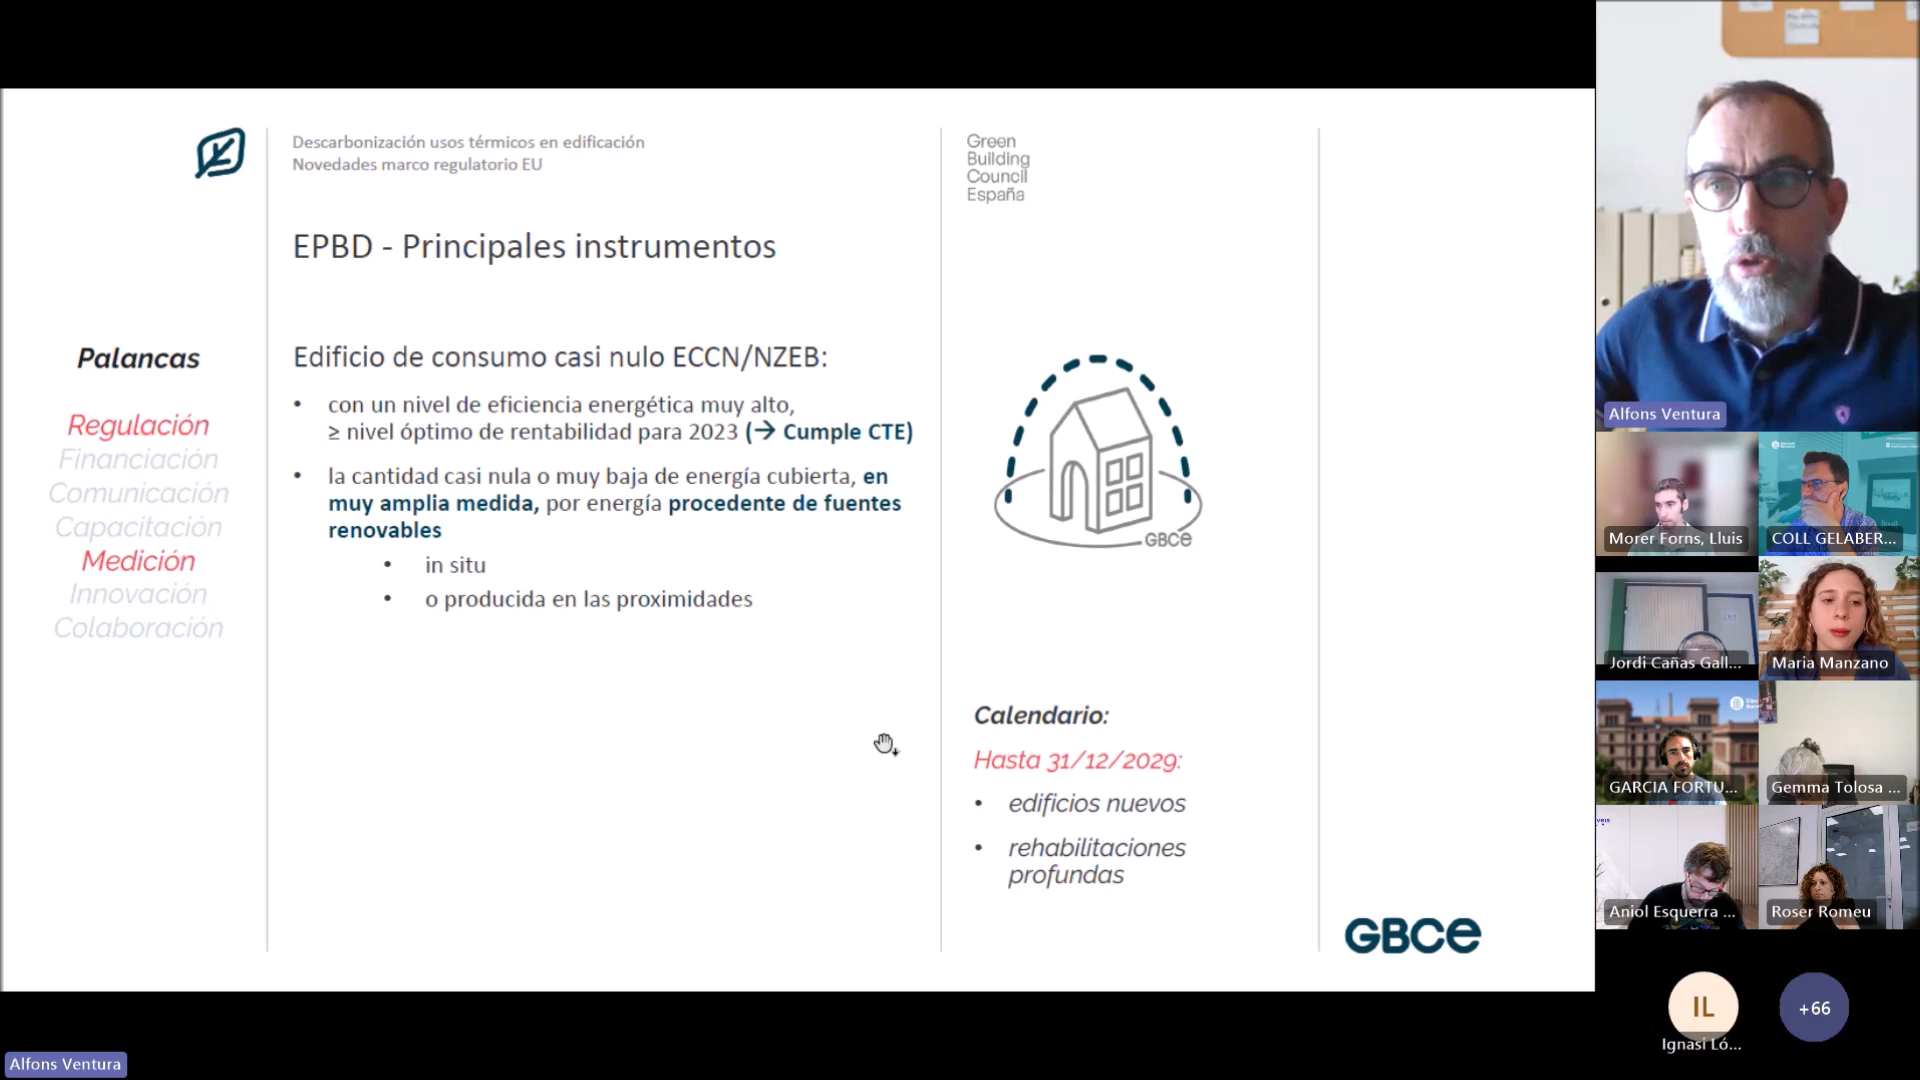 Descarbonización usos térmicos en edificación
Novedades marco regulatorio EU
Green
Building
Council
España
EPBD - Principales instrumentos
Palancas
Regulación
Financiación
Comunicación
Capacitación
Medición
Innovación
Colaboración
Edificio de consumo casi nulo ECCN/NZEB:
• con un nivel de eficiencia energética muy alto,
≥ nivel óptimo de rentabilidad para 2023 (→ Cumple CTE)
• la cantidad casi nula o muy baja de energía cubierta, en
muy amplia medida, por energía procedente de fuentes
renovables
• in situ
• o producida en las proximidades
GBCe
Calendario:
Hasta 31/12/2029:
• edificios nuevos
• rehabilitaciones
profundas
GBCe
Alfons Ventura
Morer Forns, Lluis
COLL GELABER...
Jordi Cañas Gall...
Maria Manzano
GARCIA FORTU...
Gemma Tolosa ...
Aniol Esquerra ...
Roser Romeu
IL
Ignasi Ló...
+66
Alfons Ventura